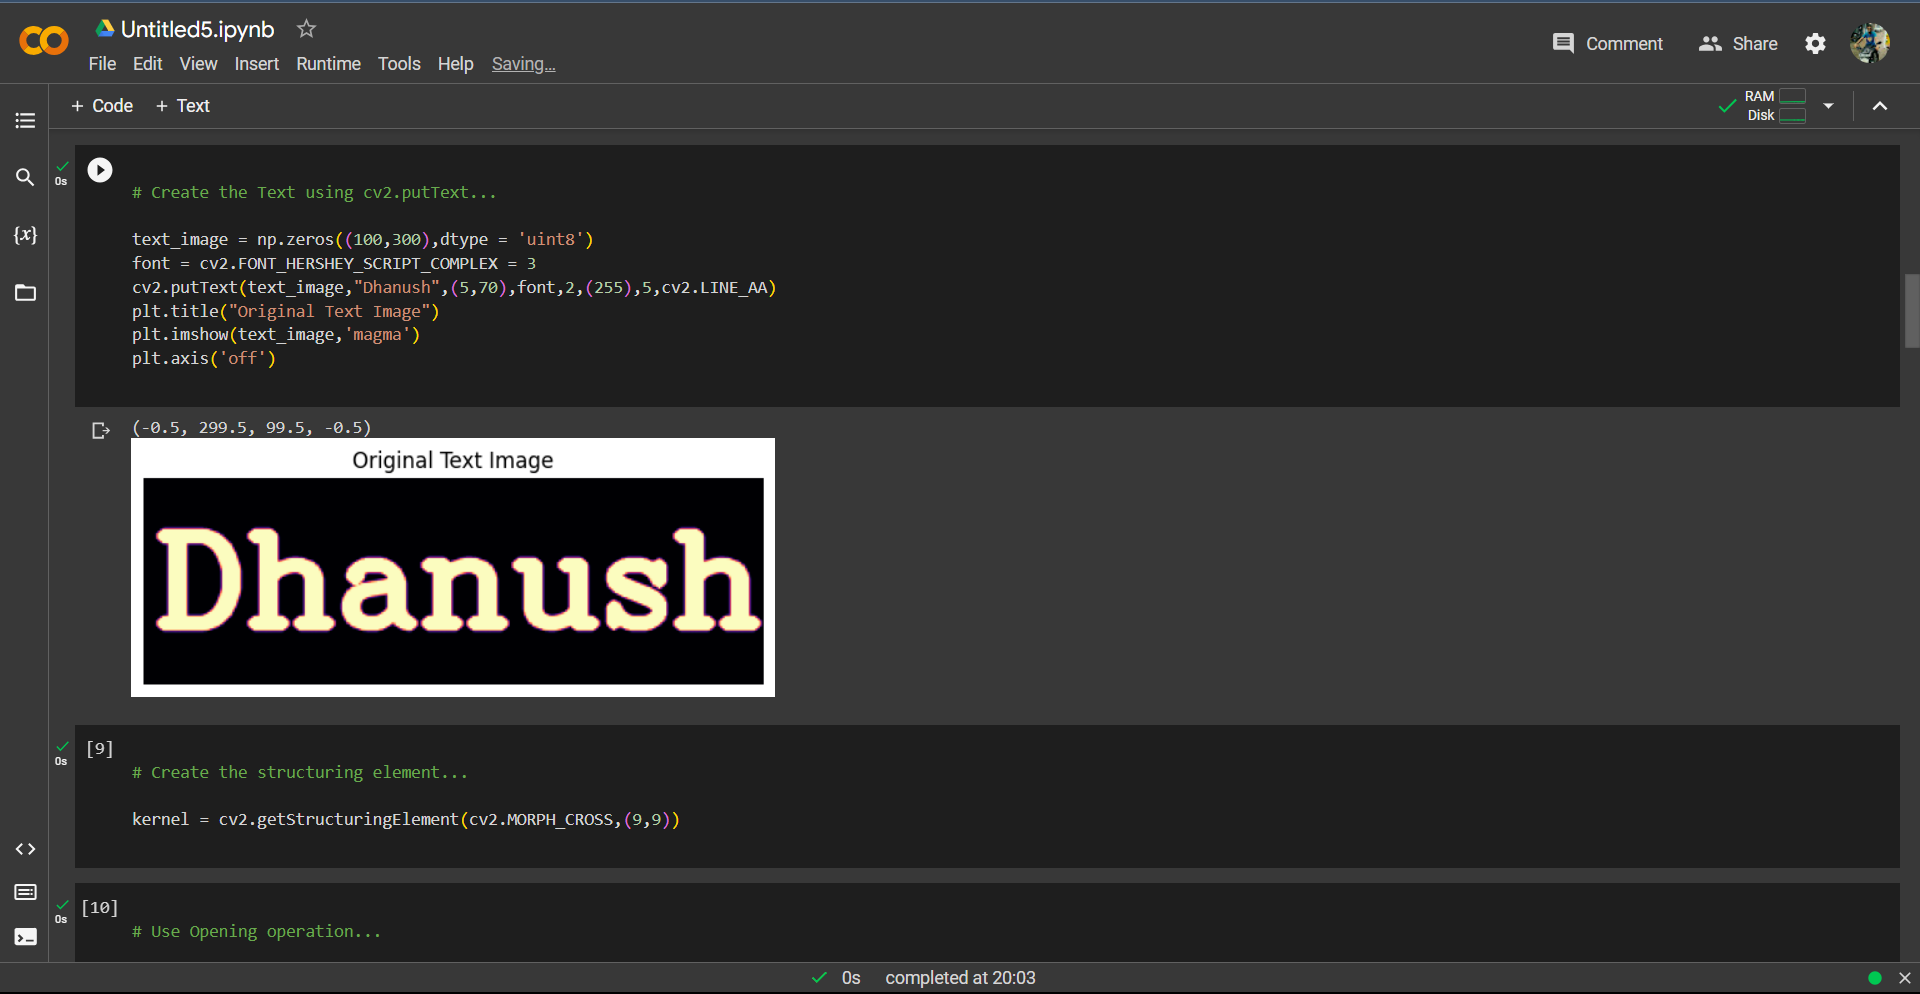 Untitled5.ipynb
File Edit View Insert Runtime Tools Help Saving...
Comment Share
+ Code + Text
RAM
Disk
{x}
0s
# Create the Text using cv2.putText...
text_image = np.zeros((100,300),dtype = 'uint8')
font = cv2.FONT_HERSHEY_SCRIPT_COMPLEX = 3
cv2.putText(text_image,"Dhanush",(5,70),font,2,(255),5,cv2.LINE_AA)
plt.title("Original Text Image")
plt.imshow(text_image,'magma')
plt.axis('off')
(-0.5, 299.5, 99.5, -0.5)
Original Text Image
Dhanush
0s
[9]
# Create the structuring element...
kernel = cv2.getStructuringElement(cv2.MORPH_CROSS,(9,9))
0s
[10]
# Use Opening operation...
0s completed at 20:03